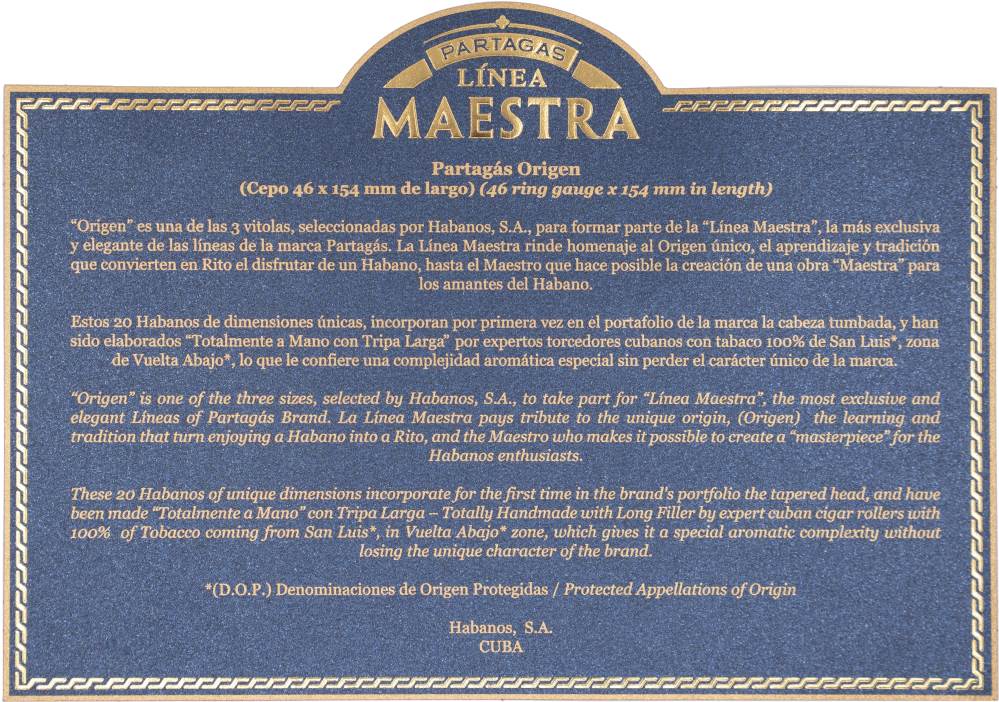 PARTAGAS
LÍNEA
MAESTRA
Partagás Origen
(Cepo 46 x 154 mm de largo) (46 ring gauge x 154 mm in length)
“Origen” es una de las 3 vitolas, seleccionadas por Habanos, S.A., para formar parte de la “Línea Maestra”, la más exclusiva
y elegante de las líneas de la marca Partagás. La Línea Maestra rinde homenaje al Origen único, el aprendizaje y tradición
que convierten en Rito el disfrutar de un Habano, hasta el Maestro que hace posible la creación de una obra “Maestra” para
los amantes del Habano.
Estos 20 Habanos de dimensiones únicas, incorporan por primera vez en el portafolio de la marca la cabeza tumbada, y han
sido elaborados “Totalmente a Mano con Tripa Larga” por expertos torcedores cubanos con tabaco 100% de San Luis*, zona
de Vuelta Abajo*, lo que le confiere una complejidad aromática especial sin perder el carácter único de la marca.
“Origen” is one of the three sizes, selected by Habanos, S.A., to take part for “Línea Maestra”, the most exclusive and
elegant Líneas of Partagás Brand. La Línea Maestra pays tribute to the unique origin, (Origen) the learning and
tradition that turn enjoying a Habano into a Rito, and the Maestro who makes it possible to create a “masterpiece” for the
Habanos enthusiasts.
These 20 Habanos of unique dimensions incorporate for the first time in the brand's portfolio the tapered head, and have
been made “Totalmente a Mano” con Tripa Larga – Totally Handmade with Long Filler by expert cuban cigar rollers with
100% of Tobacco coming from San Luis*, in Vuelta Abajo* zone, which gives it a special aromatic complexity without
losing the unique character of the brand.
*(D.O.P.) Denominaciones de Origen Protegidas / Protected Appellations of Origin
Habanos, S.A.
CUBA